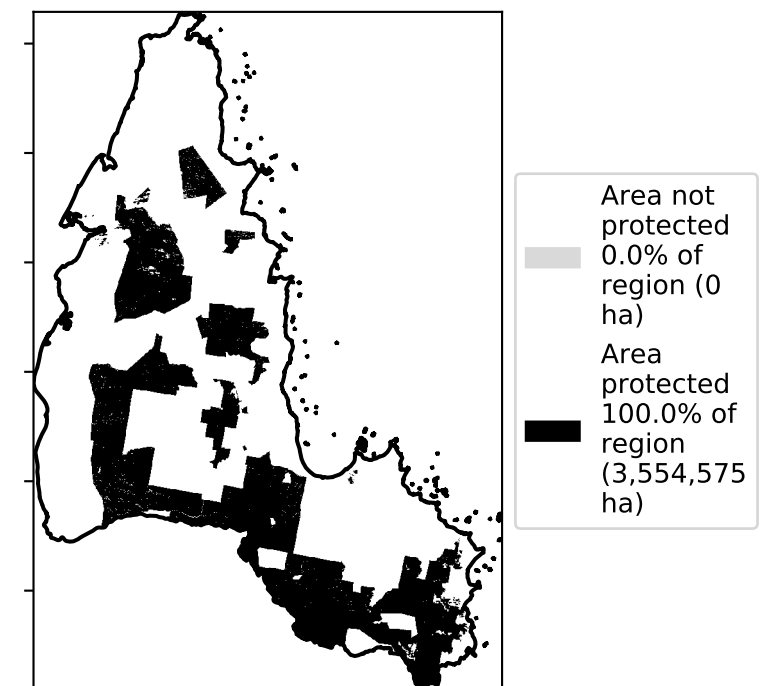 Area not
protected
0.0% of
region (0
ha)
Area
protected
100.0% of
region
(3,554,575
ha)